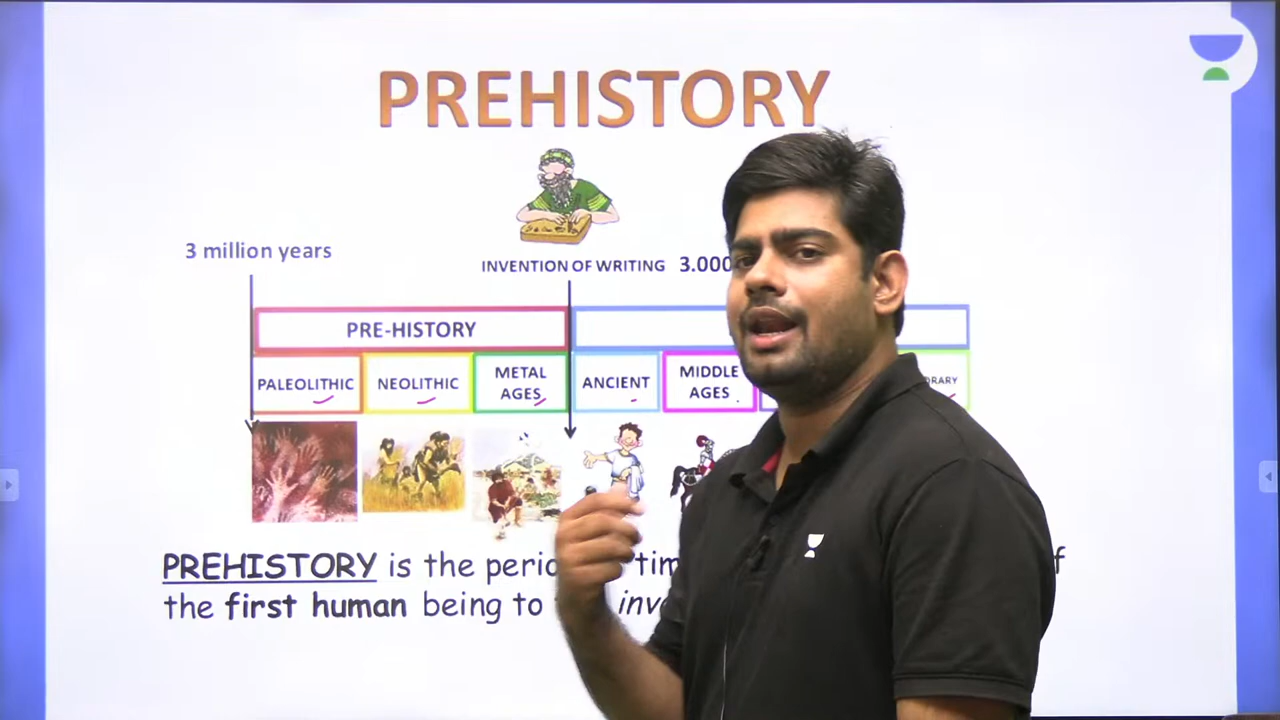 PREHISTORY
3 million years
INVENTION OF WRITING 3.000
PRE-HISTORY
PALEOLITHIC NEOLITHIC METAL AGES ANCIENT MIDDLE AGES
PREHISTORY is the
the first human being to